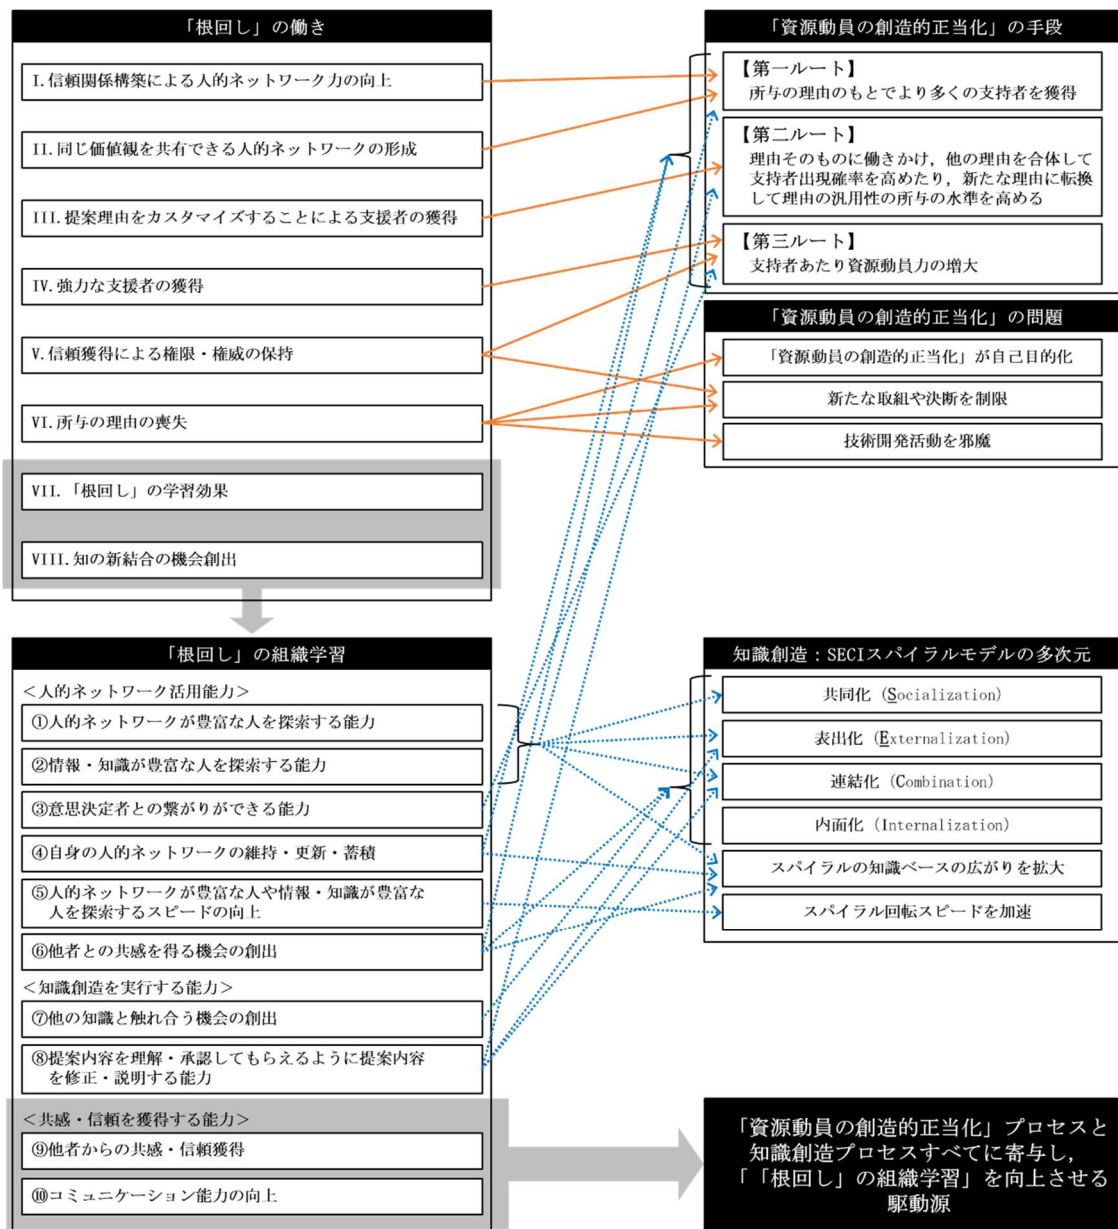 「根回し」の働き
I.信頼関係構築による人的ネットワーク力の向上
II.同じ価値観を共有できる人的ネットワークの形成
III.提案理由をカスタマイズすることによる支援者の獲得
IV.強力な支援者の獲得
V.信頼獲得による権限・権威の保持
VI.所与の理由の喪失
VII.「根回し」の学習効果
VIII.知の新結合の機会創出
「資源動員の創造的正当化」の手段
【第一ルート】
所与の理由のもとでより多くの支持者を獲得
【第二ルート】
理由そのものに働きかけ，他の理由を合体して
支持者出現確率を高めたり，新たな理由に転換
して理由の汎用性の所与の水準を高める
【第三ルート】
支持者あたり資源動員力の増大
「資源動員の創造的正当化」の問題
「資源動員の創造的正当化」が自己目的化
新たな取組や決断を制限
技術開発活動を邪魔
「根回し」の組織学習
＜人的ネットワーク活用能力＞
①人的ネットワークが豊富な人を探索する能力
②情報・知識が豊富な人を探索する能力
③意思決定者との繋がりができる能力
④自身の人的ネットワークの維持・更新・蓄積
⑤人的ネットワークが豊富な人や情報・知識が豊富な
人を探索するスピードの向上
⑥他者との共感を得る機会の創出
＜知識創造を実行する能力＞
⑦他の知識と触れ合う機会の創出
⑧提案内容を理解・承認してもらえるように提案内容
を修正・説明する能力
＜共感・信頼を獲得する能力＞
⑨他者からの共感・信頼獲得
⑩コミュニケーション能力の向上
知識創造：SECIスパイラルモデルの多次元
共同化（Socialization）
表出化（Externalization）
連結化（Combination）
内面化（Internalization）
スパイラルの知識ベースの広がりを拡大
スパイラル回転スピードを加速
「資源動員の創造的正当化」プロセスと
知識創造プロセスすべてに寄与し，
「「根回し」の組織学習」を向上させる
駆動源